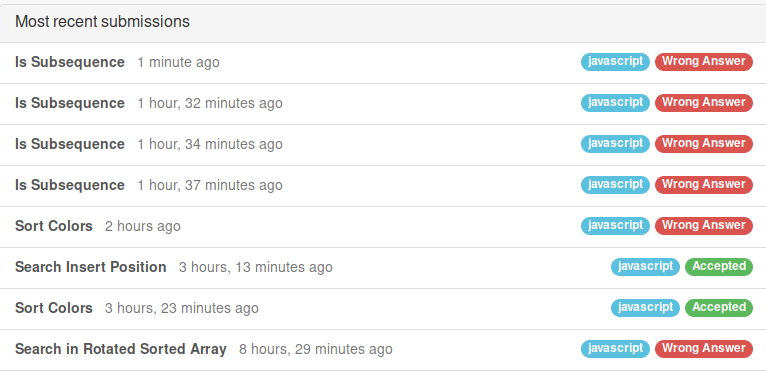 Most recent submissions
Is Subsequence 1 minute ago javascript Wrong Answer
Is Subsequence 1 hour, 32 minutes ago javascript Wrong Answer
Is Subsequence 1 hour, 34 minutes ago javascript Wrong Answer
Is Subsequence 1 hour, 37 minutes ago javascript Wrong Answer
Sort Colors 2 hours ago javascript Wrong Answer
Search Insert Position 3 hours, 13 minutes ago javascript Accepted
Sort Colors 3 hours, 23 minutes ago javascript Accepted
Search in Rotated Sorted Array 8 hours, 29 minutes ago javascript Wrong Answer